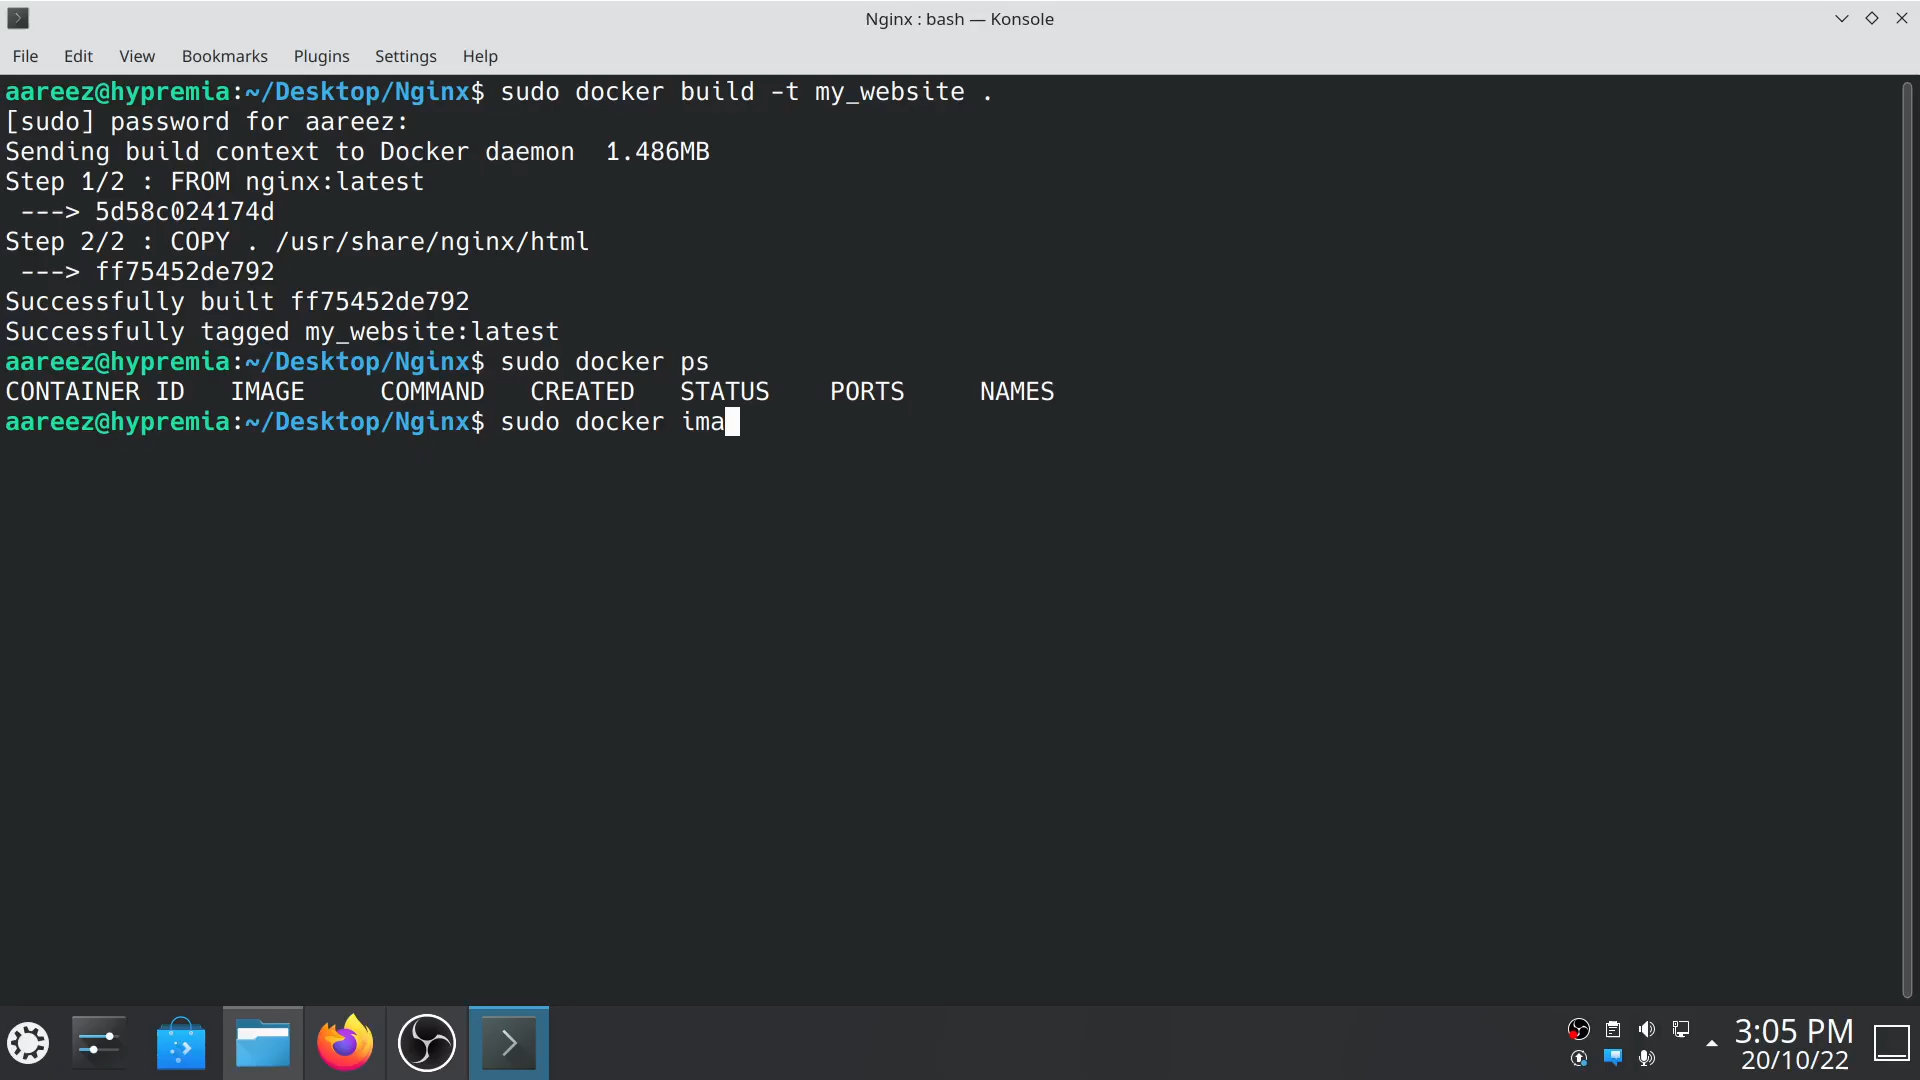 Nginx : bash — Konsole
File Edit View Bookmarks Plugins Settings Help
aareez@hypremia:~/Desktop/Nginx$ sudo docker build -t my_website .
[sudo] password for aareez:
Sending build context to Docker daemon  1.486MB
Step 1/2 : FROM nginx:latest
 ---> 5d58c024174d
Step 2/2 : COPY . /usr/share/nginx/html
 ---> ff75452de792
Successfully built ff75452de792
Successfully tagged my_website:latest
aareez@hypremia:~/Desktop/Nginx$ sudo docker ps
CONTAINER ID   IMAGE     COMMAND   CREATED   STATUS    PORTS     NAMES
aareez@hypremia:~/Desktop/Nginx$ sudo docker ima
3:05 PM
20/10/22